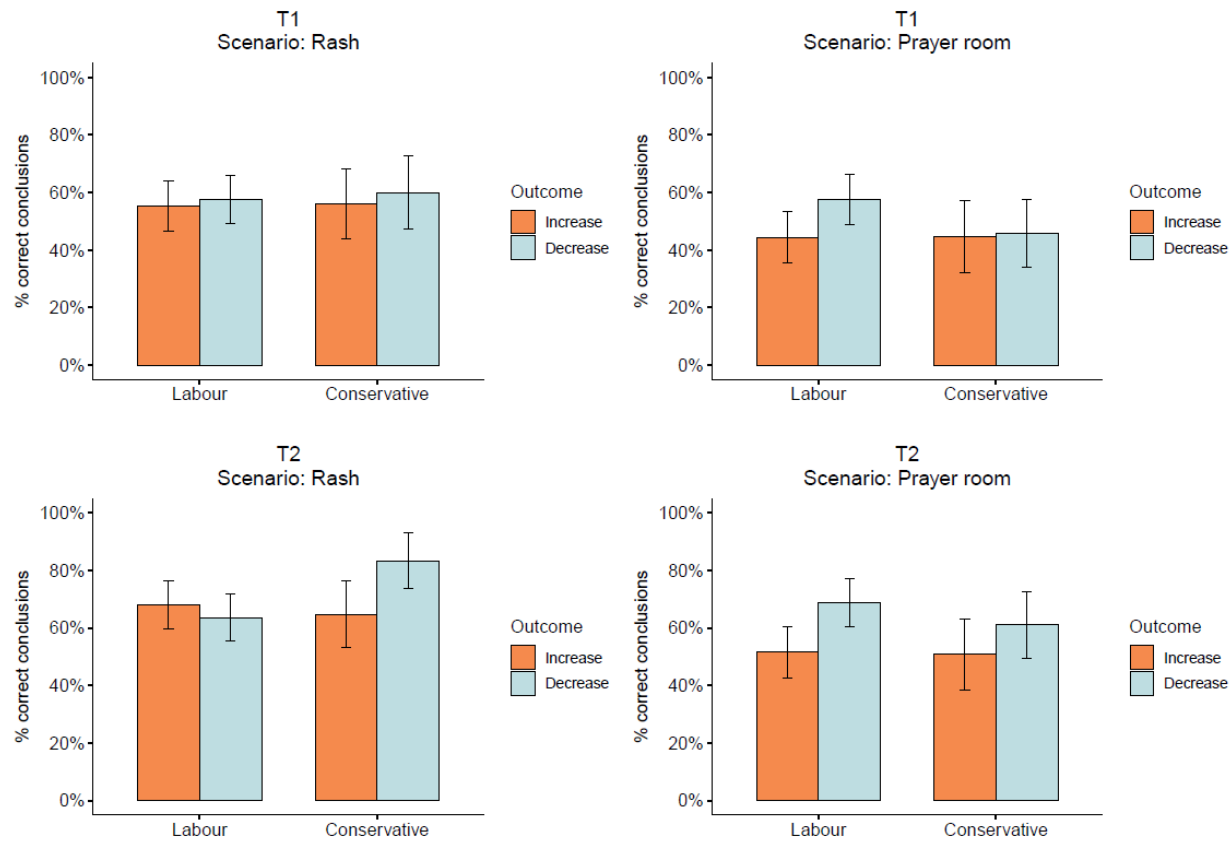 T1
Scenario: Rash
100%
80%
60%
40%
20%
0%
% correct conclusions
Labour
Conservative
Outcome
Increase
Decrease
T1
Scenario: Prayer room
100%
80%
60%
40%
20%
0%
% correct conclusions
Labour
Conservative
Outcome
Increase
Decrease
T2
Scenario: Rash
100%
80%
60%
40%
20%
0%
% correct conclusions
Labour
Conservative
Outcome
Increase
Decrease
T2
Scenario: Prayer room
100%
80%
60%
40%
20%
0%
% correct conclusions
Labour
Conservative
Outcome
Increase
Decrease